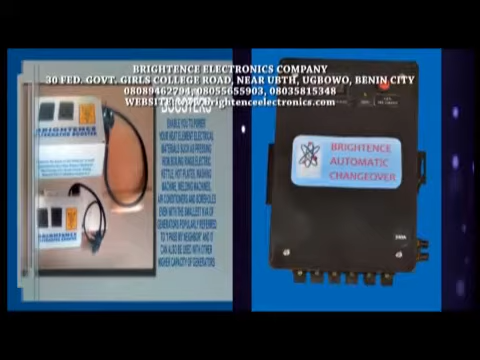 BRIGHTENCE ELECTRONICS COMPANY
30 FED. GOVT. GIRLS COLLEGE ROAD, NEAR UBTH, UGBOWO, BENIN CITY
08089462794, 08055655903, 08035815348
WEBSITE: www.brightenceelectronics.com
BOOSTERS
ENABLE YOU TO POWER
YOUR HEAT ELEMENT ELECTRICAL
MATERIALS SUCH AS PRESSING
IRON, BOILING RINGS, ELECTRIC
KETTLE, HOT PLATES, WASHING
MACHINE, WELDING MACHINES,
AIR CONDITIONERS AND BOREHOLES
EVEN WITH THE SMALLEST KVA OF
GENERATORS POPULARLY REFERRED
TO "I PASS MY NEIGHBOR" AND IT
CAN ALSO BE USED WITH OTHER
HIGHER CAPACITY OF GENERATORS
BRIGHTENCE
GENERATOR BOOSTER
BRIGHTENCE
BRIGHTENCE
AUTOMATIC
CHANGEOVER